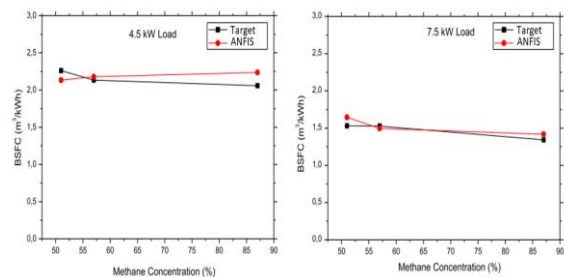 4.5 kW Load
Target
ANFIS
BSFC (m³/kWh)
3,0
2,5
2,0
1,5
1,0
0,5
0,0
50 55 60 65 70 75 80 85 90
Methane Concentration (%)
7.5 kW Load
Target
ANFIS
BSFC (m³/kWh)
3,0
2,5
2,0
1,5
1,0
0,5
0,0
50 55 60 65 70 75 80 85 90
Methane Concentration (%)